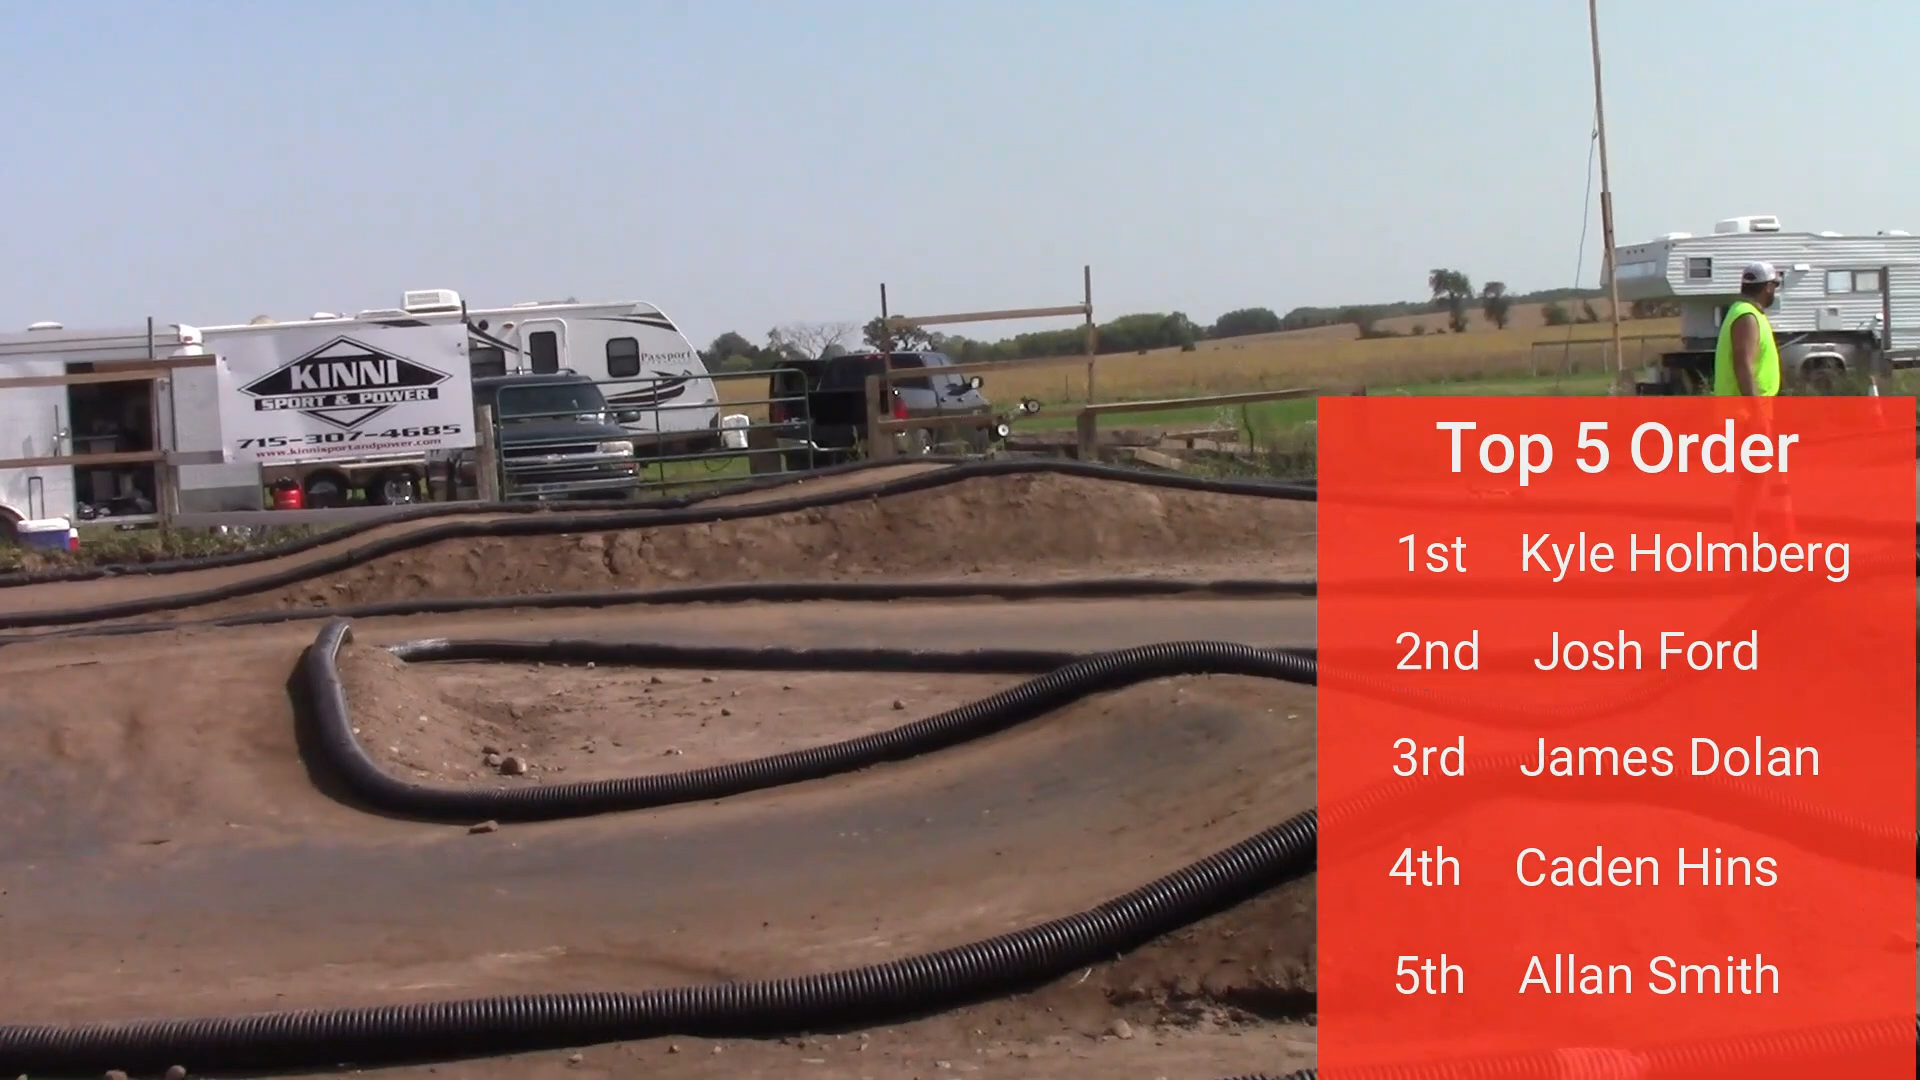 KINNI
SPORT & POWER
715-307-4685
www.kinnisportandpower.com
Passport
Top 5 Order
1st Kyle Holmberg
2nd Josh Ford
3rd James Dolan
4th Caden Hins
5th Allan Smith